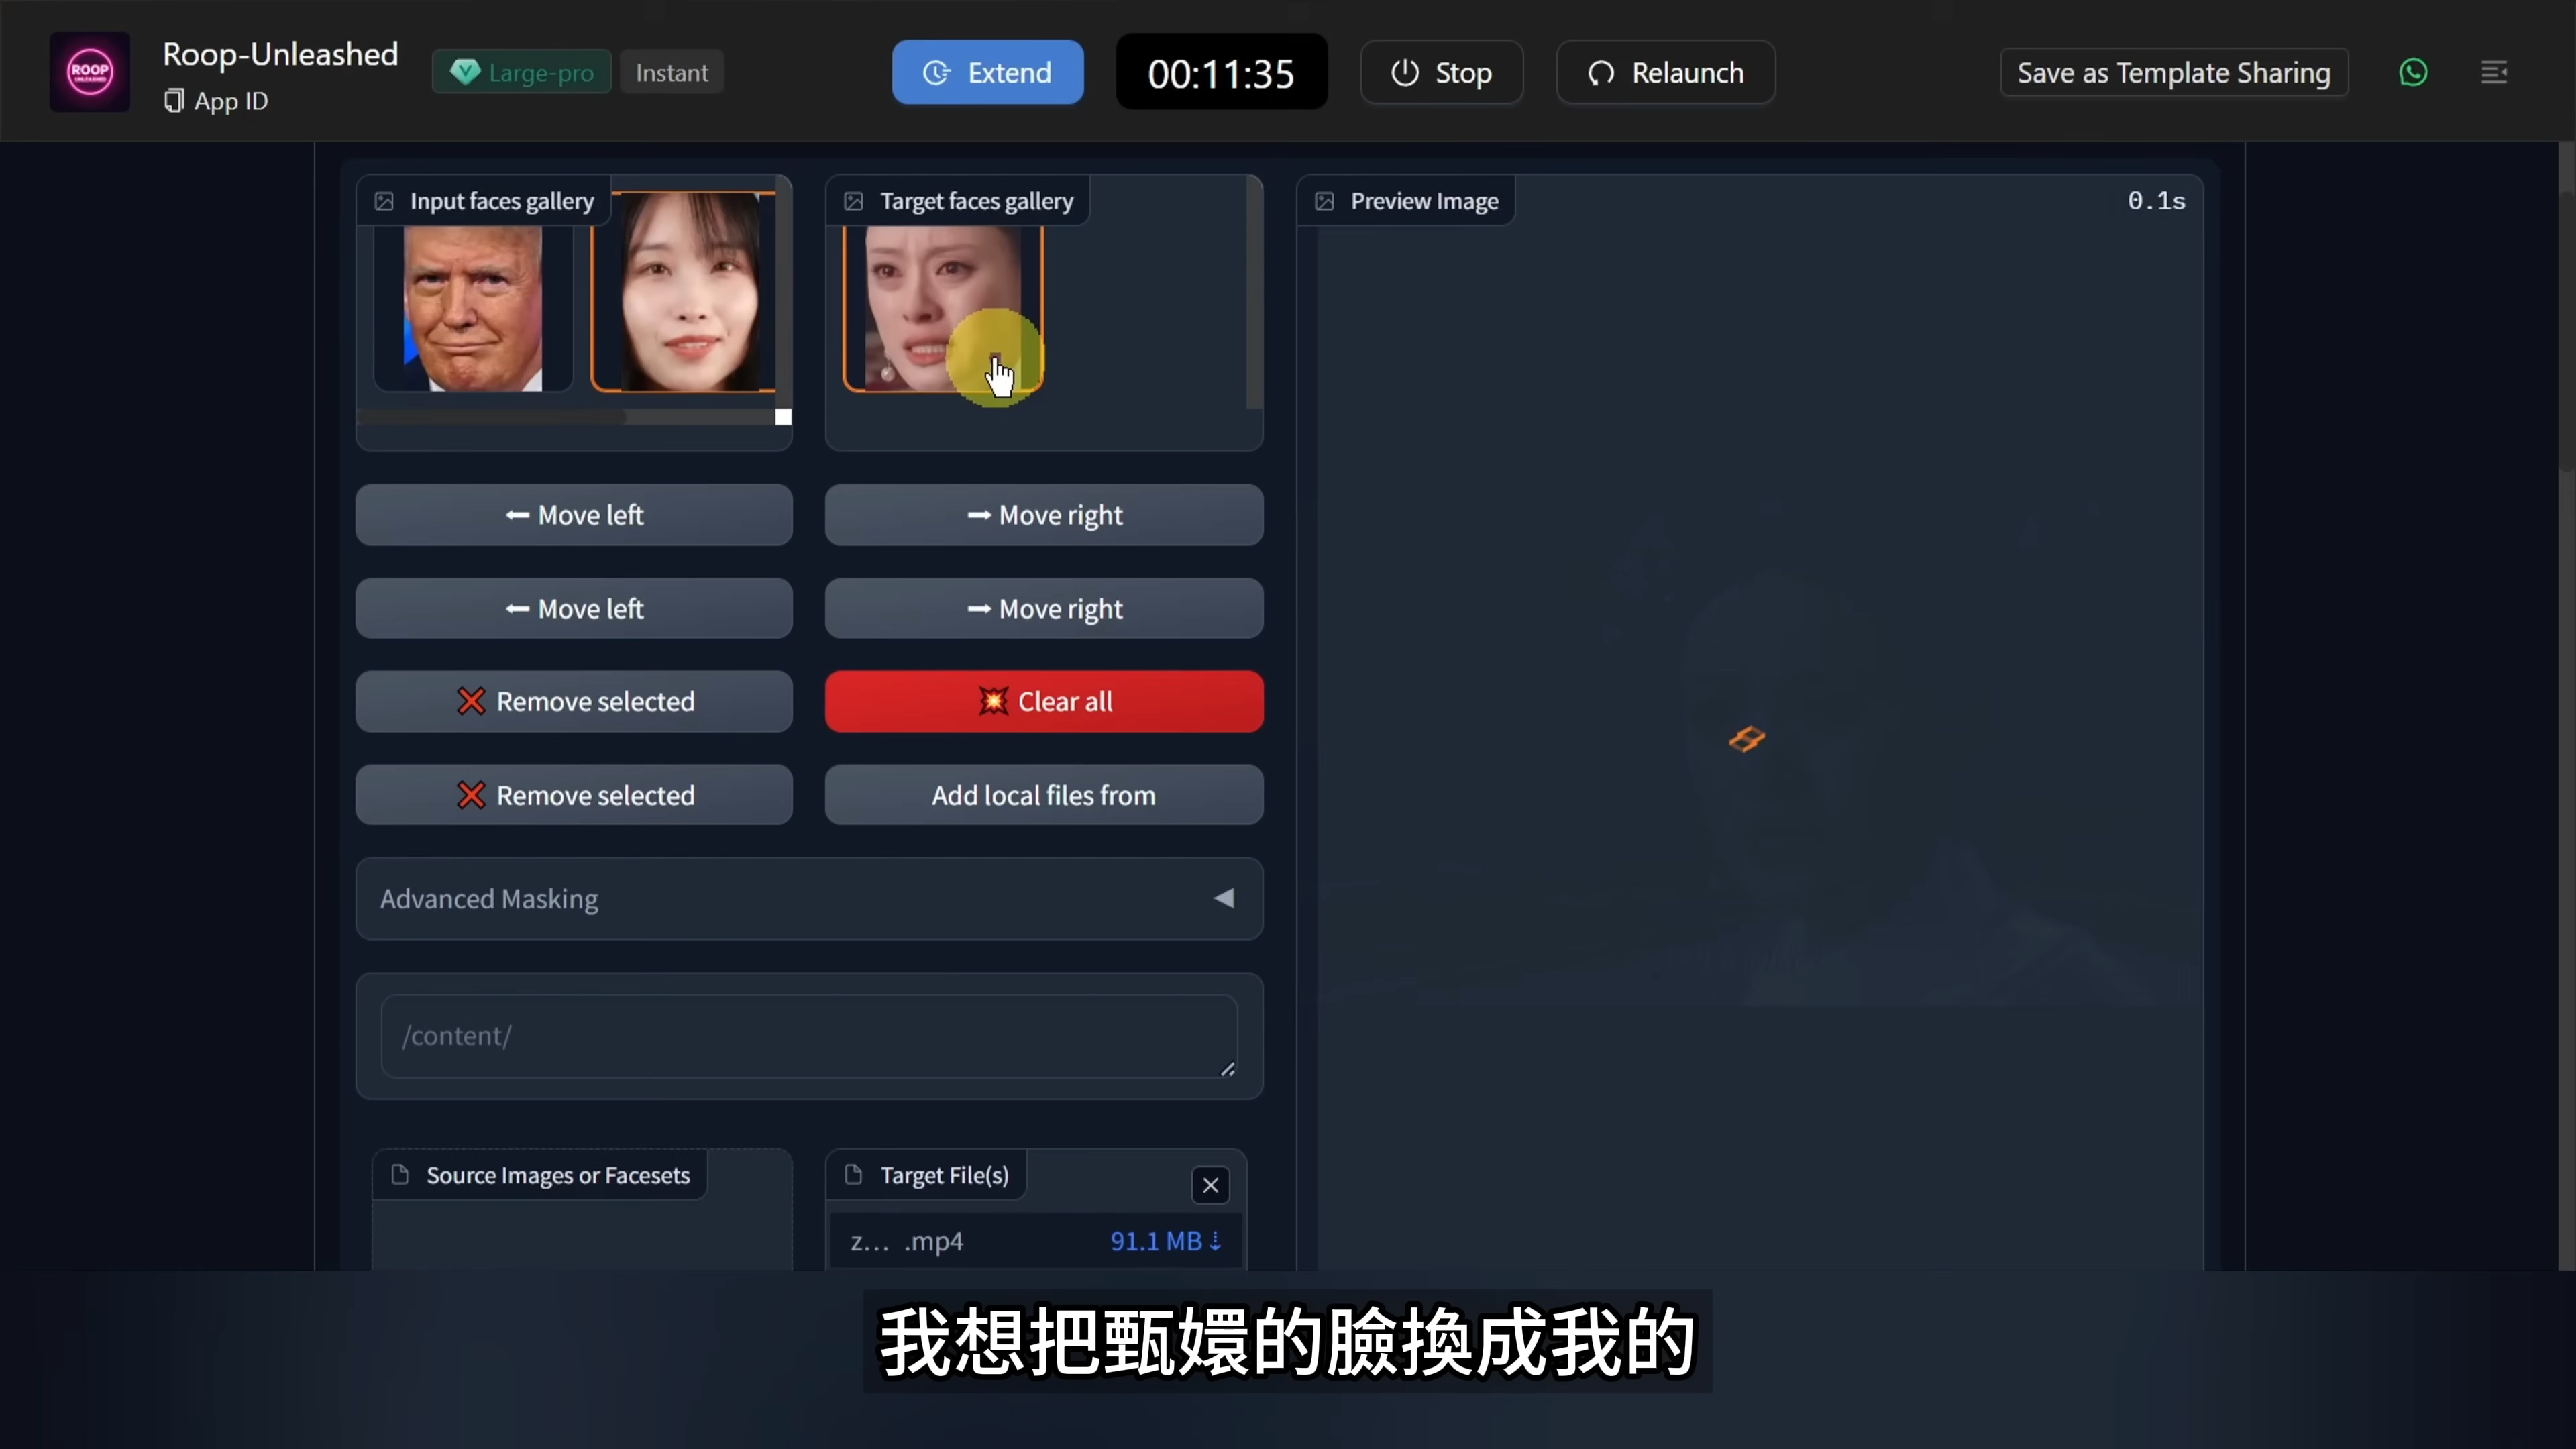 ROOP
UNLEASHED
Roop-Unleashed
App ID
Large-pro
Instant
Extend
00:11:35
Stop
Relaunch
Save as Template Sharing
Input faces gallery
Target faces gallery
Preview Image
0.1s
Move left
Move right
Move left
Move right
Remove selected
Clear all
Remove selected
Add local files from
Advanced Masking
/content/
Source Images or Facesets
Target File(s)
z... .mp4
91.1 MB
我想把甄嬛的臉換成我的